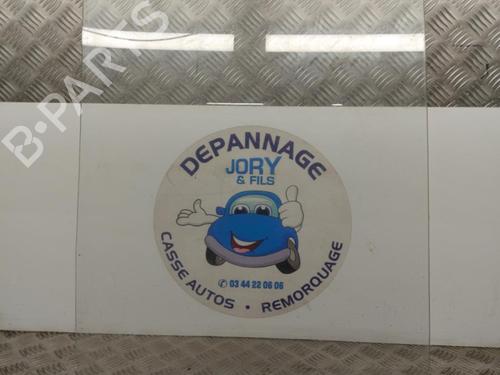 B-PARTS
DEPANNAGE
JORY
& FILS
03 44 22 06 06
CASSE AUTOS • REMORQUAGE